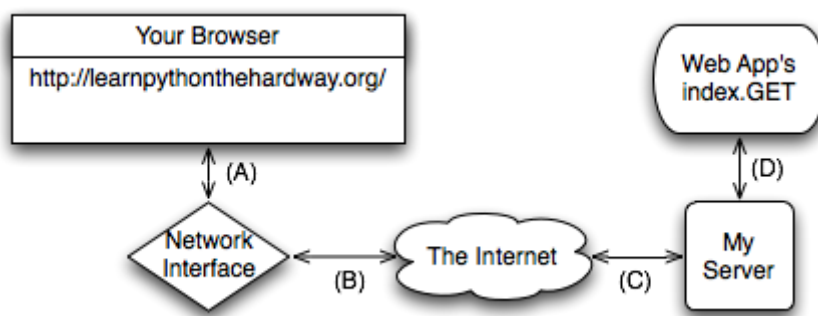 Your Browser
http://learnpythonthehardway.org/
Web App's
index.GET
(A)
(D)
Network
Interface
(B)
The Internet
(C)
My
Server